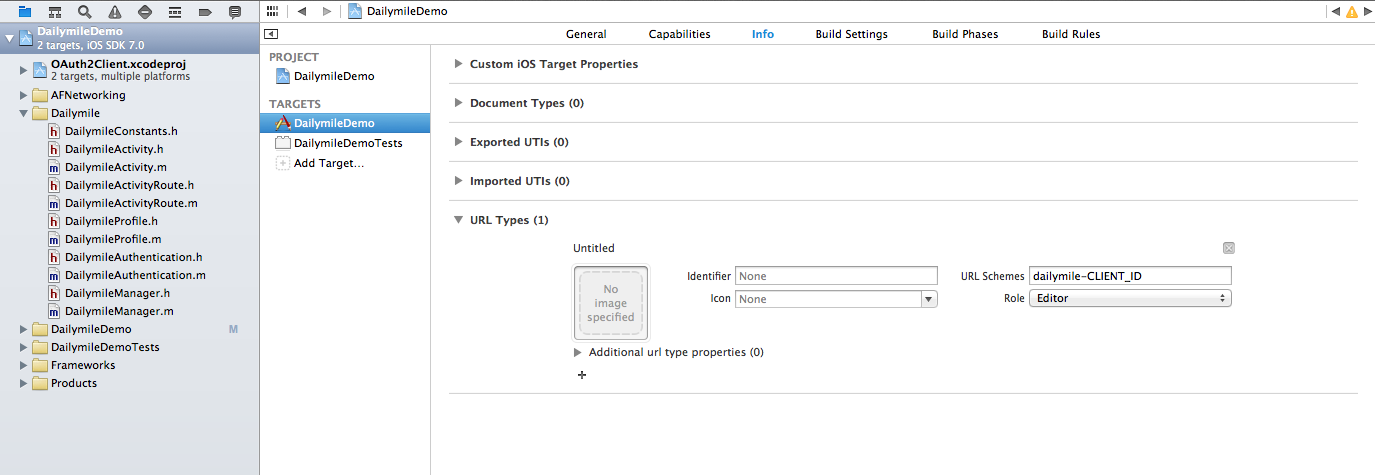 DailymileDemo
DailymileDemo
2 targets, iOS SDK 7.0
OAuth2Client.xcodeproj
2 targets, multiple platforms
AFNetworking
Dailymile
h DailymileConstants.h
h DailymileActivity.h
m DailymileActivity.m
h DailymileActivityRoute.h
m DailymileActivityRoute.m
h DailymileProfile.h
m DailymileProfile.m
h DailymileAuthentication.h
m DailymileAuthentication.m
h DailymileManager.h
m DailymileManager.m
DailymileDemo M
DailymileDemoTests
Frameworks
Products
General Capabilities Info Build Settings Build Phases Build Rules
PROJECT
DailymileDemo
TARGETS
DailymileDemo
DailymileDemoTests
Add Target...
Custom iOS Target Properties
Document Types (0)
Exported UTIs (0)
Imported UTIs (0)
URL Types (1)
Untitled
No
image
specified
Identifier None
Icon None
URL Schemes dailymile-CLIENT_ID
Role Editor
Additional url type properties (0)